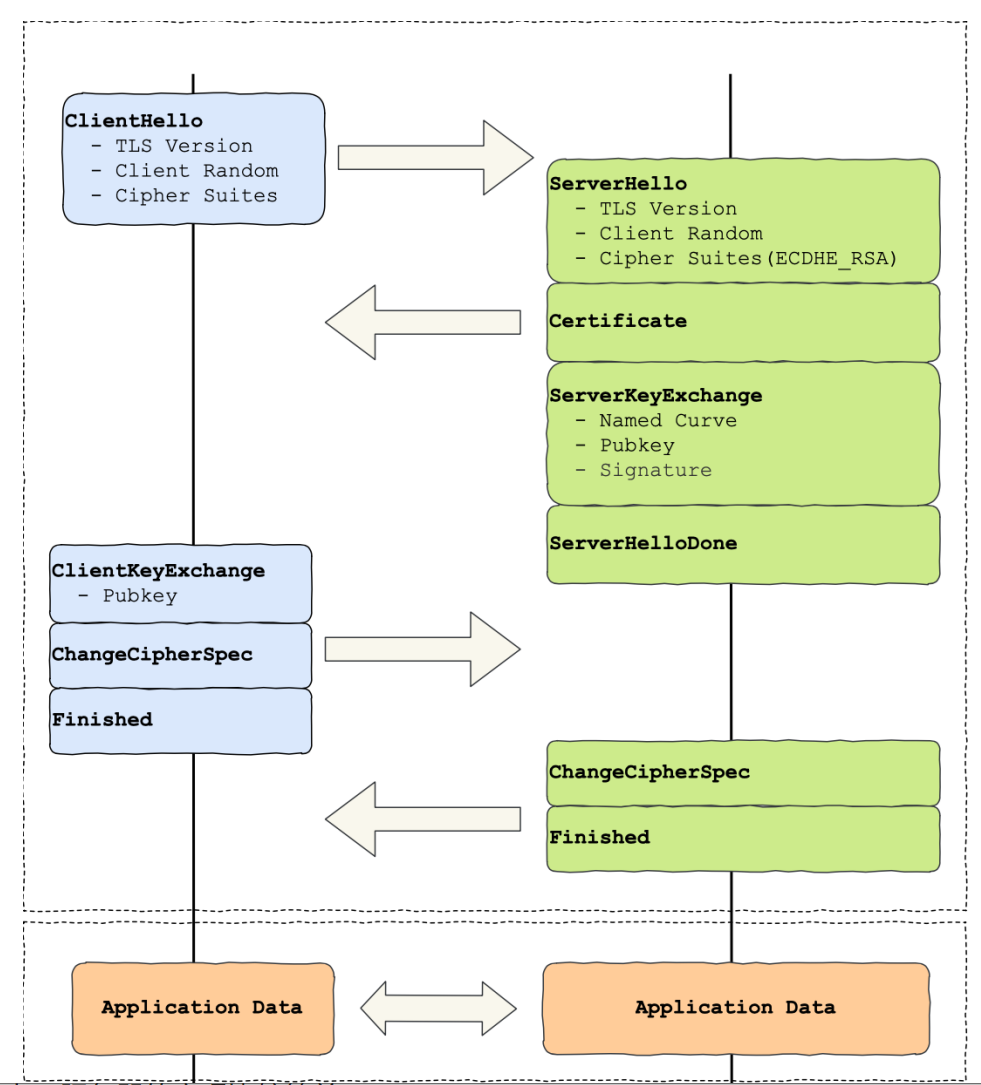 ClientHello
- TLS Version
- Client Random
- Cipher Suites
ServerHello
- TLS Version
- Client Random
- Cipher Suites(ECDHE_RSA)
Certificate
ServerKeyExchange
- Named Curve
- Pubkey
- Signature
ServerHelloDone
ClientKeyExchange
- Pubkey
ChangeCipherSpec
Finished
ChangeCipherSpec
Finished
Application Data
Application Data